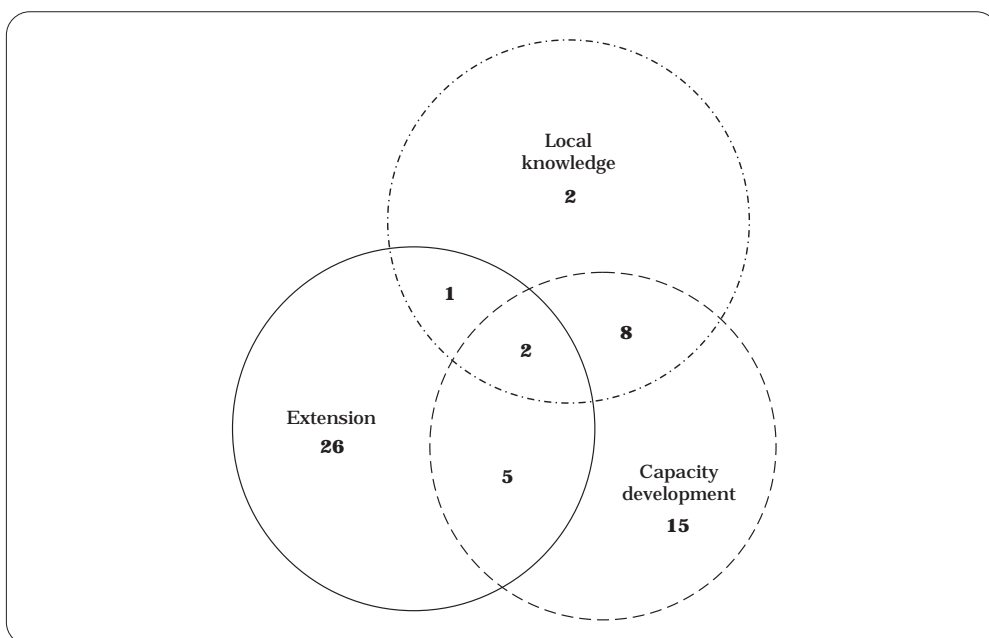 Local
knowledge
2
1
8
2
Extension
26
5
Capacity
development
15